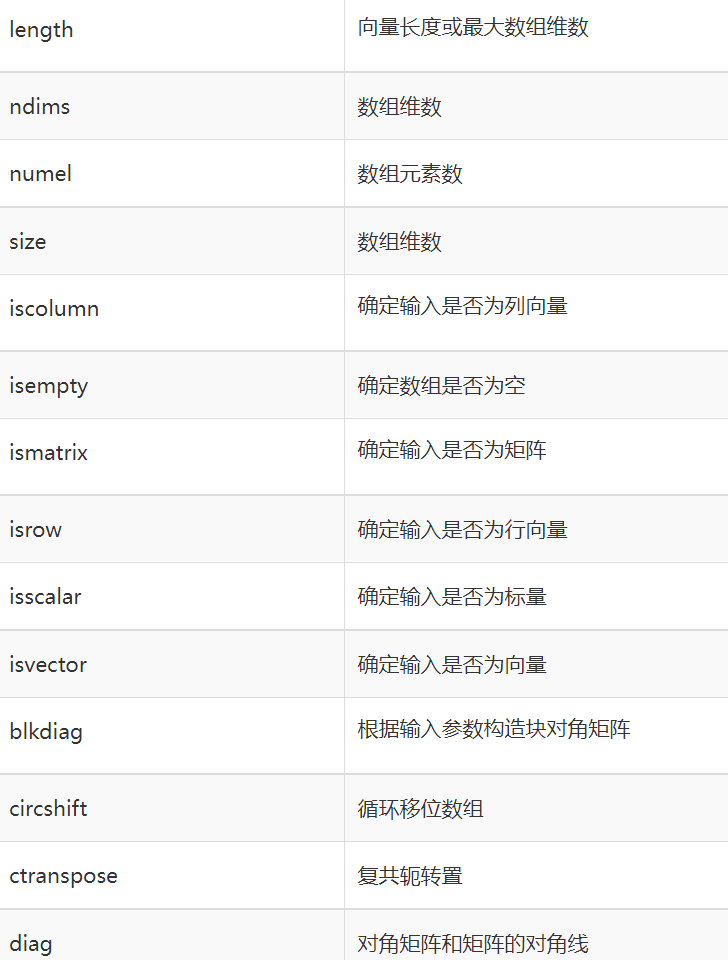 length 向量长度或最大数组维数
ndims 数组维数
numel 数组元素数
size 数组维数
iscolumn 确定输入是否为列向量
isempty 确定数组是否为空
ismatrix 确定输入是否为矩阵
isrow 确定输入是否为行向量
isscalar 确定输入是否为标量
isvector 确定输入是否为向量
blkdiag 根据输入参数构造块对角矩阵
circshift 循环移位数组
ctranspose 复共轭转置
diag 对角矩阵和矩阵的对角线